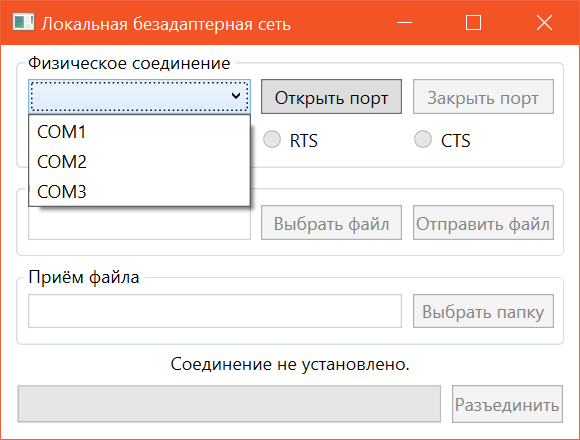 Локальная безадаптерная сеть
Физическое соединение
Открыть порт
Закрыть порт
COM1
COM2
COM3
RTS
CTS
Выбрать файл
Отправить файл
Приём файла
Выбрать папку
Соединение не установлено.
Разъединить